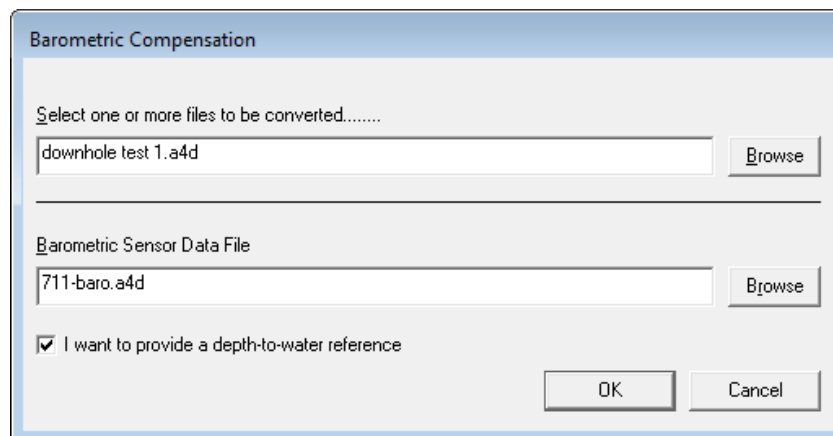 Barometric Compensation
Select one or more files to be converted........
downhole test 1.a4d
Browse
Barometric Sensor Data File
711-baro.a4d
Browse
I want to provide a depth-to-water reference
OK
Cancel